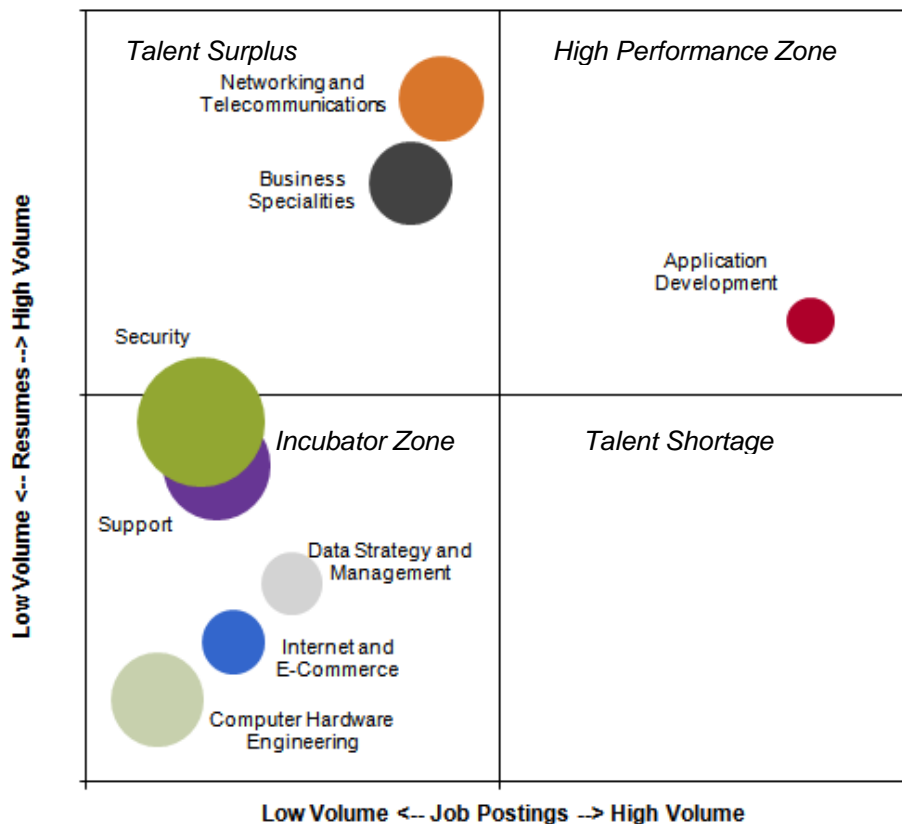 Talent Surplus
High Performance Zone
Networking and
Telecommunications
Business
Specialities
Application
Development
Security
Incubator Zone
Talent Shortage
Support
Data Strategy and
Management
Internet and
E-Commerce
Computer Hardware
Engineering
Low Volume <-- Resumes --> High Volume
Low Volume <-- Job Postings --> High Volume